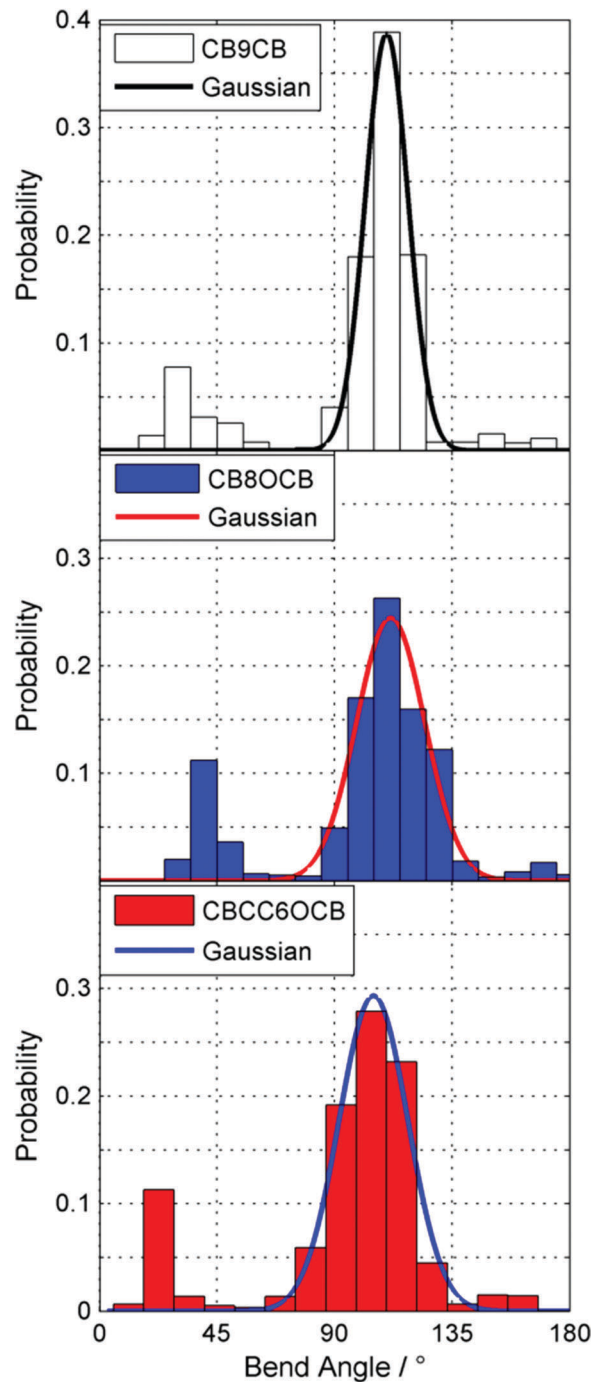 0.4
CB9CB
Gaussian
0.3
Probability
0.2
0.1
CB8OCB
Gaussian
0.3
Probability
0.2
0.1
CBCC6OCB
Gaussian
0.3
Probability
0.2
0.1
0
0 45 90 135 180
Bend Angle / °